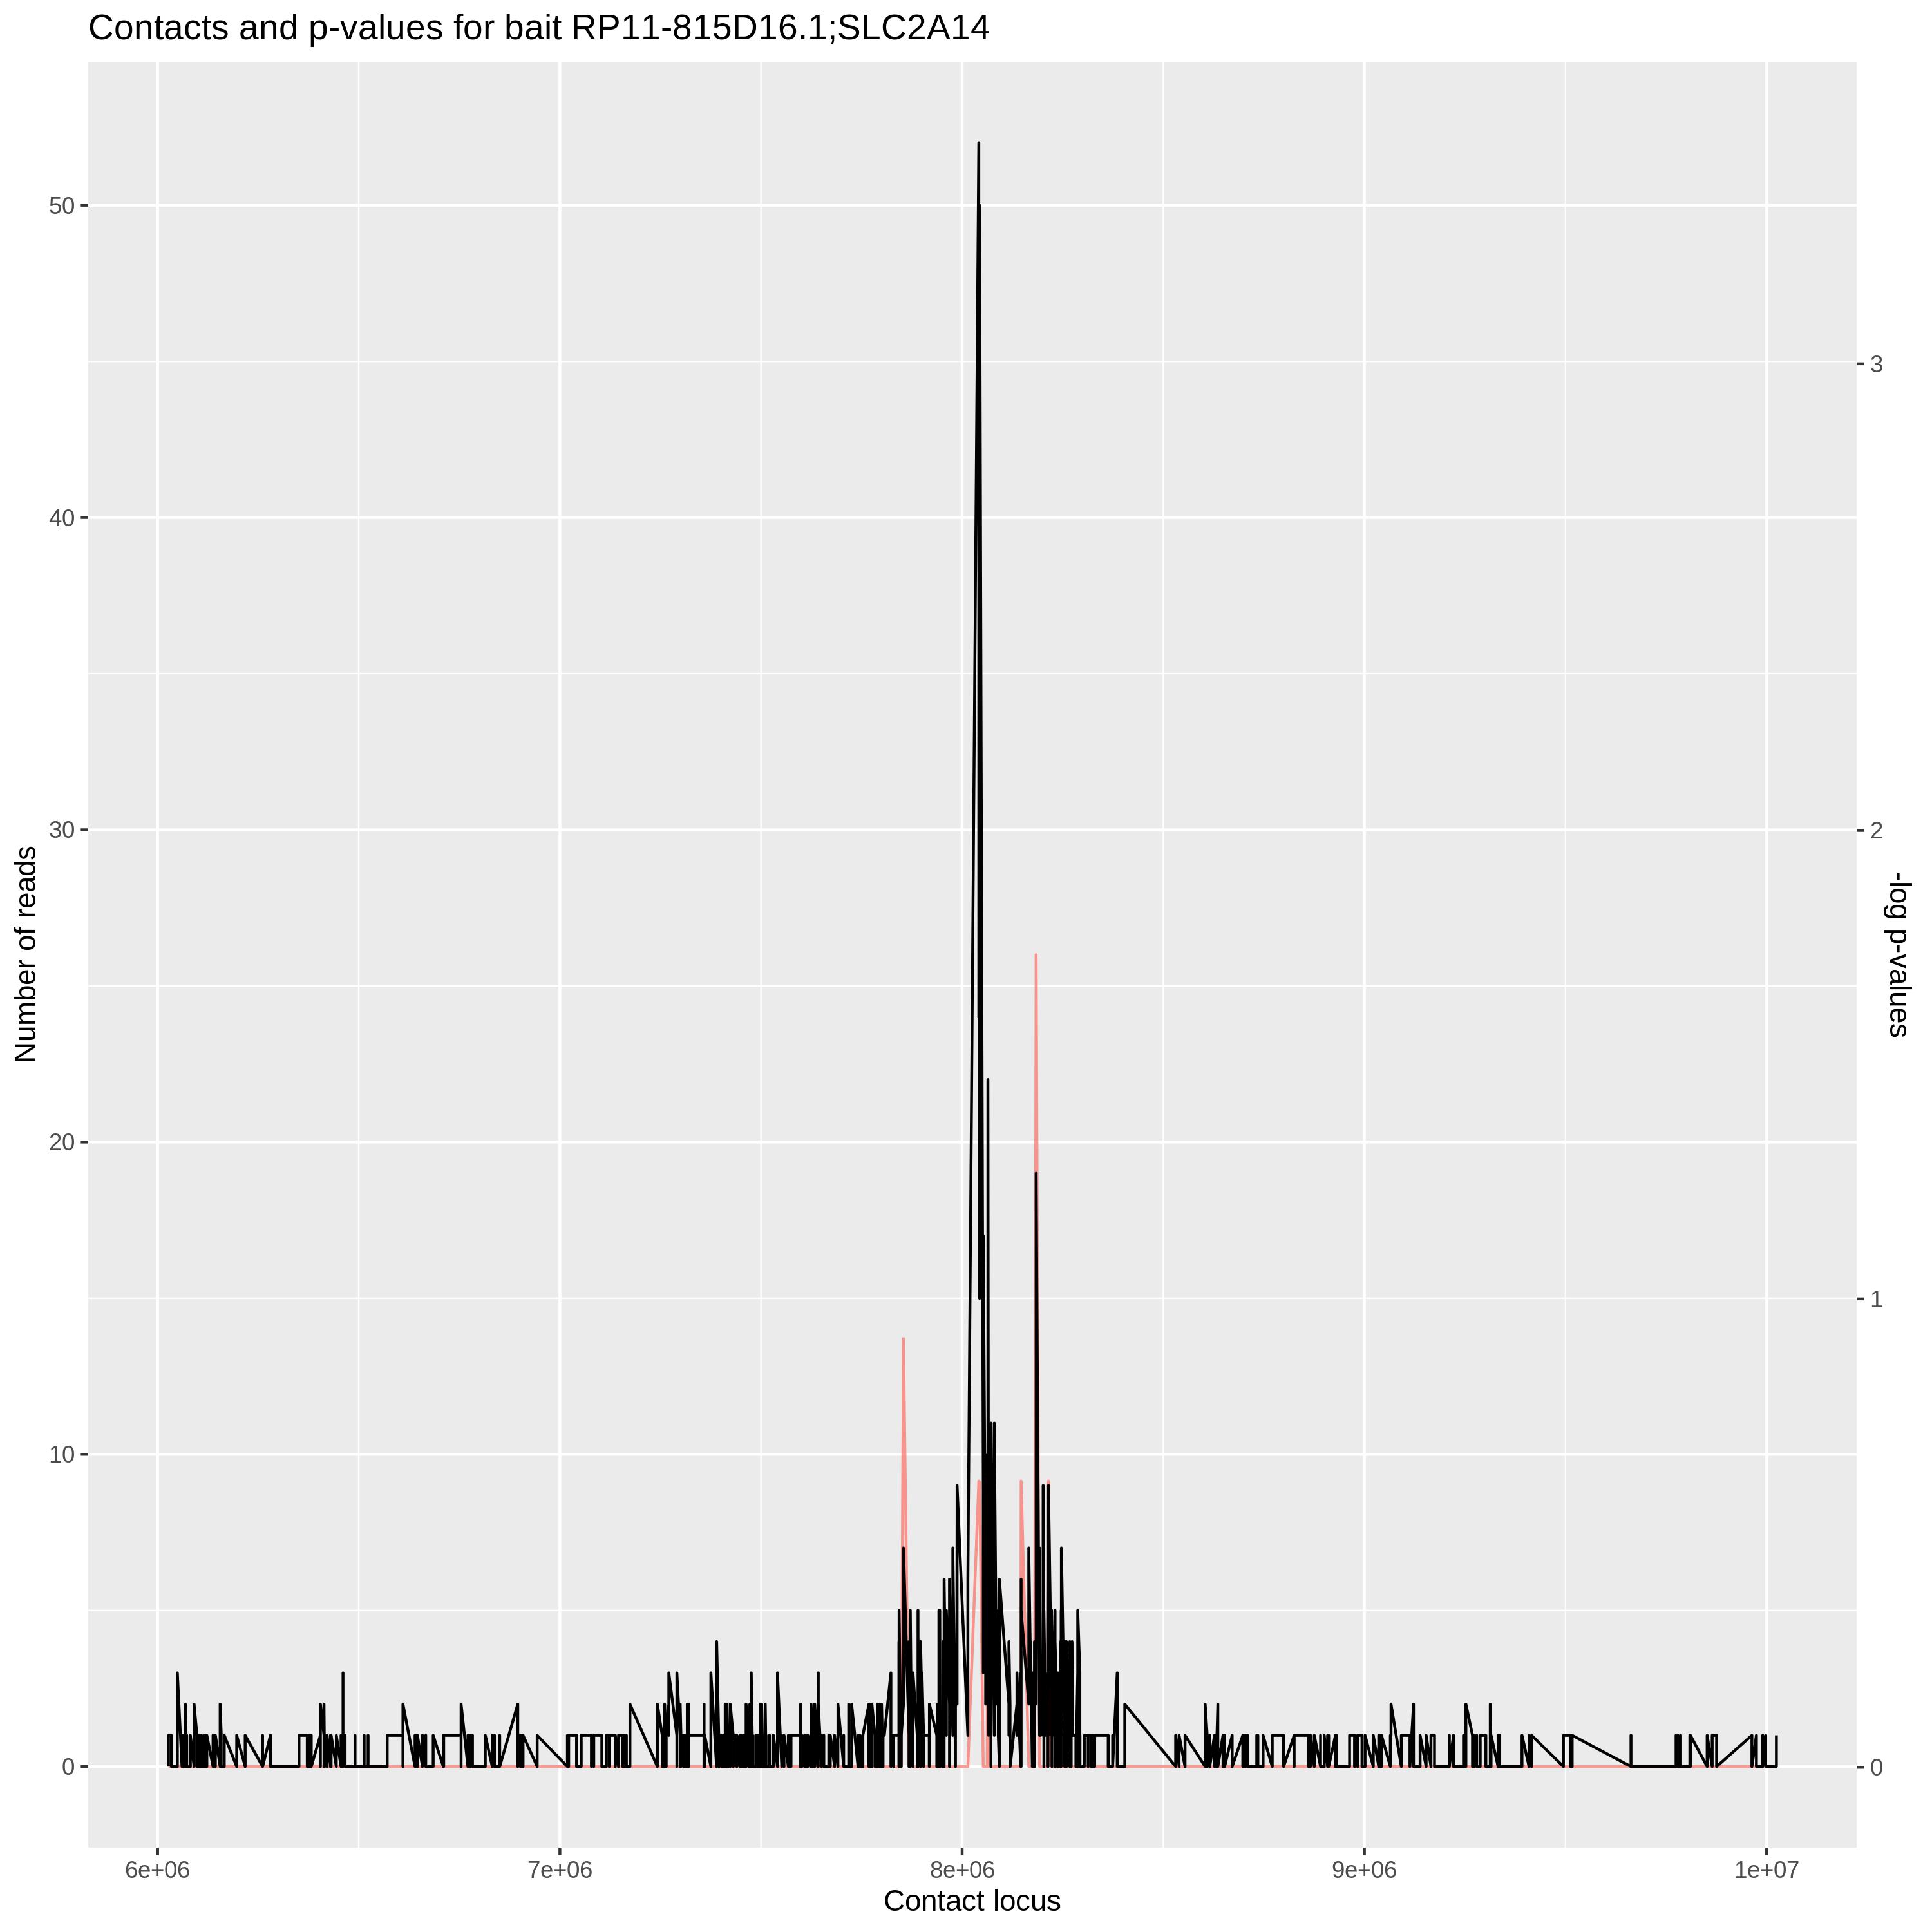 Contacts and p-values for bait RP11-815D16.1;SLC2A14
Number of reads
50
40
30
20
10
0
3
2
1
0
-log p-values
6e+06 7e+06 8e+06 9e+06 1e+07
Contact locus